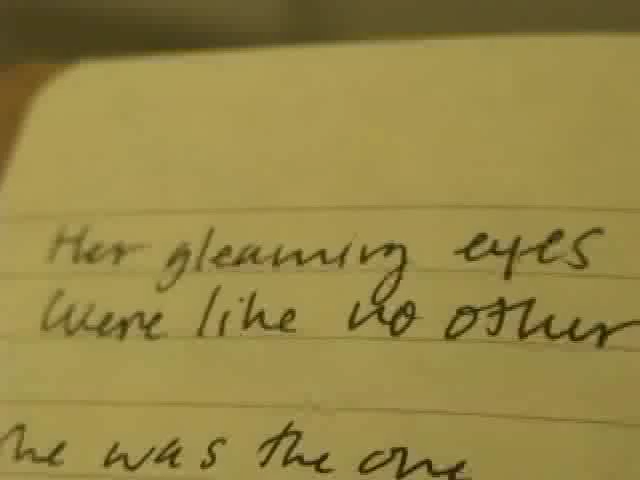 Her gleaming eyes
Were like no other
he was the one